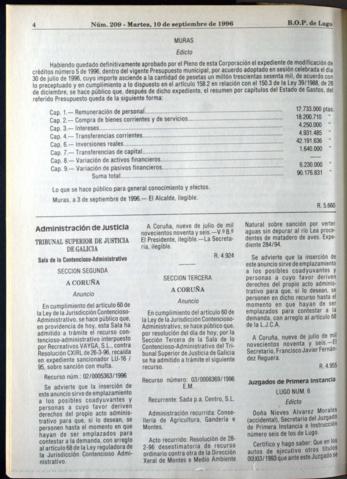 4 Núm. 209 - Martes, 10 de septiembre de 1996 B.O.P. de Lugo
MURAS
Edicto
Habiendo quedado definitivamente aprobado por el Pleno de esta Corporación el expediente de modificación de
créditos número 5 de 1996, dentro del vigente Presupuesto municipal, por acuerdo adoptado en sesión celebrada el día
30 de julio de 1996, cuyo importe asciende a la cantidad de pesetas un millón trescientas sesenta mil, de acuerdo con
lo preceptuado y en cumplimiento a lo dispuesto en el artículo 158.2 en relación con el 150.3 de la Ley 39/1988, de 28
de diciembre, se hace público que, después de dicho expediente, el resumen por capítulos del Estado de Gastos, del
referido Presupuesto queda de la siguiente forma:
Cap. 1.— Remuneración de personal 17.733.000 ptas.
Cap. 2.— Compra de bienes corrientes y de servicios 18.200.710 "
Cap. 3.— Intereses 4.250.000 "
Cap. 4.— Transferencias corrientes 4.931.485 "
Cap. 6.— Inversiones reales 42.191.636 "
Cap. 7.— Transferencias de capital 1.640.000 "
Cap. 8.— Variación de activos financieros
Cap. 9.— Variación de pasivos financieros 6.230.000 "
Suma total 90.176.831 "
Lo que se hace público para general conocimiento y efectos.
Muras, a 3 de septiembre de 1996.— El Alcalde, ilegible.
R. 5.660
Administración de Justicia
TRIBUNAL SUPERIOR DE JUSTICIA
DE GALICIA
Sala de lo Contencioso-Administrativo
SECCION SEGUNDA
A CORUÑA
Anuncio
En cumplimiento del artículo 60 de
la Ley de la Jurisdicción Contencioso-
Administrativo, se hace público que,
en providencia de hoy, esta Sala ha
admitido a trámite el recurso con-
tencioso-administrativo interpuesto
por Recreativos VAYGA, S.L., contra
Resolución CXIRL de 26-3-96, recaída
en expediente sancionador LU-16 /
95, sobre sanción con multa.
Recurso núm.: 02/0005363/1996
Se advierte que la inserción de
este anuncio sirve de emplazamiento
a los posibles coadyuvantes y
personas a cuyo favor deriven
derechos del propio acto adminis-
trativo para que, si lo desean, se
personen hasta el momento en que
hayan de ser emplazados para
contestar a la demanda, con arreglo
al artículo 68 de la Ley reguladora de
la Jurisdicción Contencioso Admi-
nistrativo.
A Coruña, nueve de julio de mil
novecientos noventa y seis.—V.º B.º
El Presidente, ilegible.—La Secreta-
ria, ilegible.
R. 4.924
SECCION TERCERA
A CORUÑA
Anuncio
En cumplimiento del artículo 60 de
la Ley de la Jurisdicción Contencioso-
Administrativo, se hace público que,
por resolución del día de hoy, por la
Sección Tercera de la Sala de lo
Contencioso-Administrativo del Tri-
bunal Superior de Justicia de Galicia
se ha admitido a trámite el siguiente
recurso.
Recurso número: 03/0006369/1996
E.M.
Recurrente: Sada p.a. Centro, S.L.
Administración recurrida: Conse-
llería de Agricultura, Ganderia e
Montes.
Acto recurrido: Resolución de 28-
2-96 desestimatoria de recurso
ordinario contra otra de la Dirección
Xeral de Montes e Medio Ambiente
Natural sobre sanción por verter
aguas sin depurar al río Lea proce-
dentes de matadero de aves. Expe-
diente 284/94.
Se advierte que la inserción de
este anuncio sirve de emplazamiento
a los posibles coadyuvantes y
personas a cuyo favor deriven
derechos del propio acto adminis-
trativo para que, si lo desean, se
personen en dicho recurso hasta el
momento en que hayan de ser
emplazados para contestar a la
demanda, con arreglo al artículo 68
de la L.J.C.A.
A Coruña, nueve de julio de mil
novecientos noventa y seis.—El
Secretario, Francisco Javier Fernán-
dez Reguera.
R. 4.955
Juzgados de Primera Instancia
LUGO NUM. 6
Edicto
Doña Nieves Alvarez Morales
(accidental), Secretaria del Juzgado
de Primera Instancia e Instrucción
número seis de los de Lugo.
Certifico y hago saber: Que en los
autos de ejecutivo otros títulos
que ante este Juzgado se